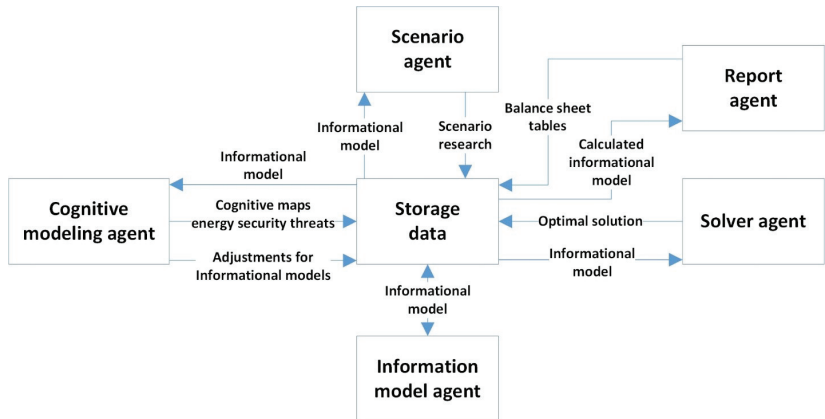 Scenario
agent
Report
agent
Balance sheet
tables
Informational
model
Scenario
research
Calculated
informational
model
Informational
model
Cognitive
modeling agent
Cognitive maps
energy security threats
Adjustments for
Informational models
Storage
data
Optimal solution
Solver agent
Informational
model
Informational
model
Information
model agent